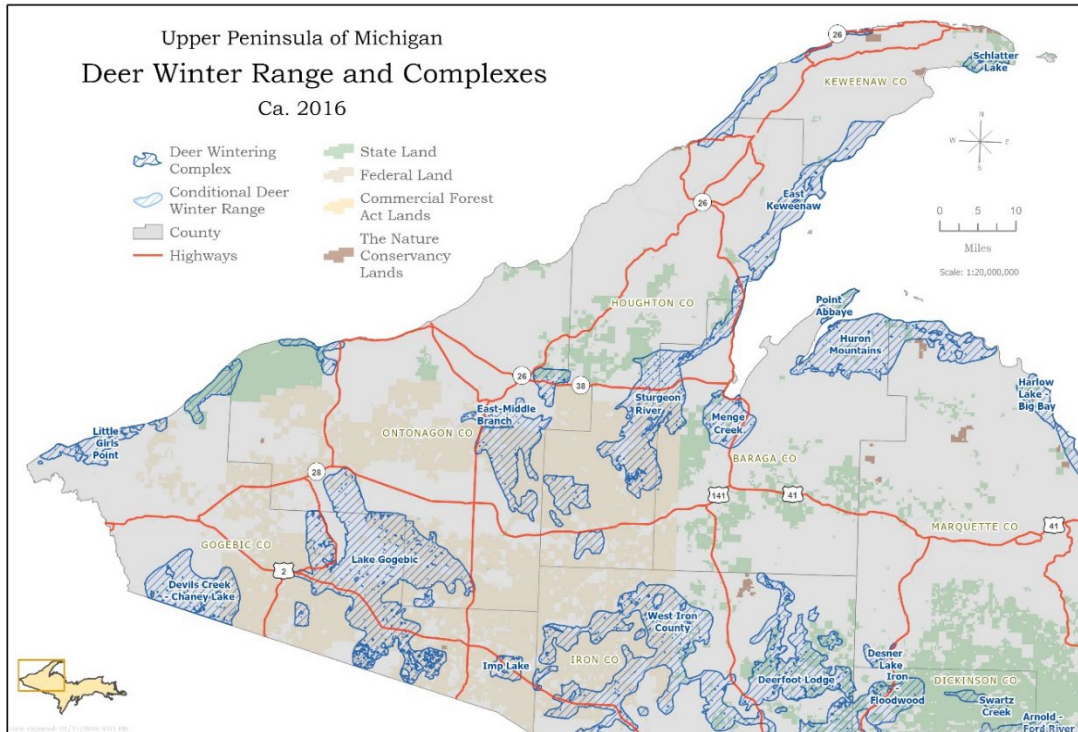 Upper Peninsula of Michigan
Deer Winter Range and Complexes
Ca. 2016
Deer Wintering
Complex
Conditional Deer
Winter Range
County
Highways
State Land
Federal Land
Commercial Forest
Act Lands
The Nature
Conservancy
Lands
26
Schlatter
Lake
KEWEENAW CO
N
W
E
S
0 5 10
Miles
Scale: 1:20,000,000
East
Keweenaw
26
HOUGHTON CO
Point
Abbaye
Huron
Mountains
26
38
Sturgeon
River
Harlow
Lake -
Big Bay
East-Middle
Branch
Menge
Creek
Little
Girls
Point
ONTONAGON CO
BARAGA CO
28
141
41
MARQUETTE CO
41
GOGEBIC CO
Lake Gogebic
2
Devils Creek
- Chaney Lake
West Iron
County
Imp Lake
IRON CO
Deerfoot Lodge
Desner
Lake
Iron -
Floodwood
DICKINSON CO
Swartz
Creek
Arnold -
Ford River